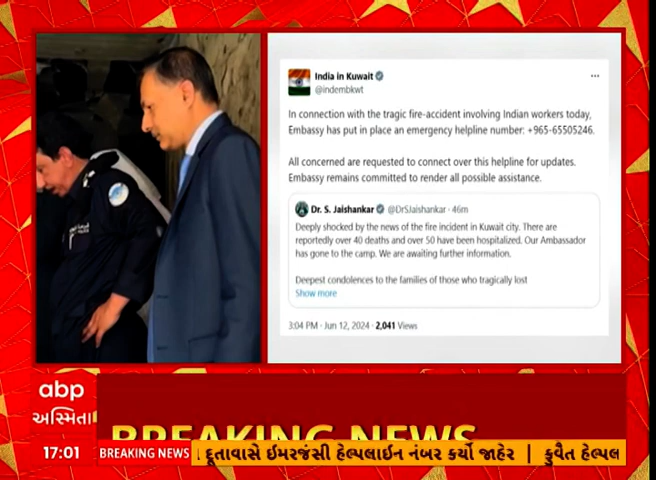 India in Kuwait
@indembkwt
In connection with the tragic fire-accident involving Indian workers today,
Embassy has put in place an emergency helpline number: +965-65505246.
All concerned are requested to connect over this helpline for updates.
Embassy remains committed to render all possible assistance.
Dr. S. Jaishankar @DrSJaishankar · 46m
Deeply shocked by the news of the fire incident in Kuwait city. There are
reportedly over 40 deaths and over 50 have been hospitalized. Our Ambassador
has gone to the camp. We are awaiting further information.
Deepest condolences to the families of those who tragically lost
Show more
3:04 PM · Jun 12, 2024 · 2,041 Views
abp
અસ્મિતા
BREAKING NEWS
17:01
BREAKING NEWS
દૂતાવાસે ઈમરજંસી હેલ્પલાઈન નંબર કર્યો જાહેર | કુવૈત હેલ્પલ